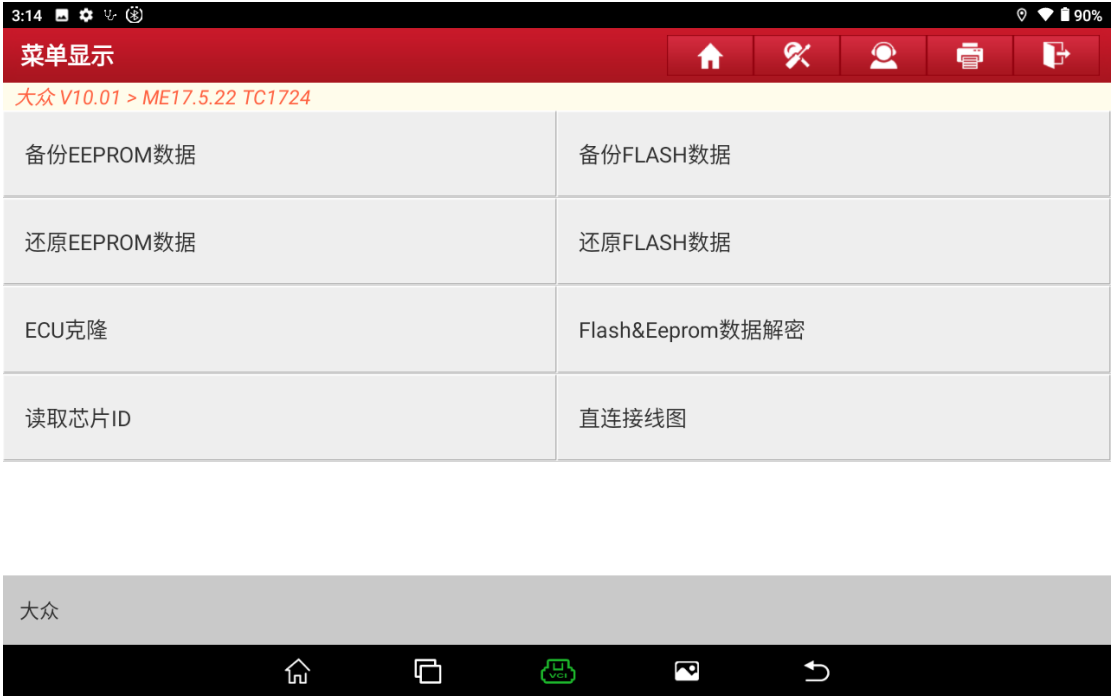 3:14 90%
菜单显示
大众 V10.01 > ME17.5.22 TC1724
备份EEPROM数据 备份FLASH数据
还原EEPROM数据 还原FLASH数据
ECU克隆 Flash&Eeprom数据解密
读取芯片ID 直连接线图
大众
VCI